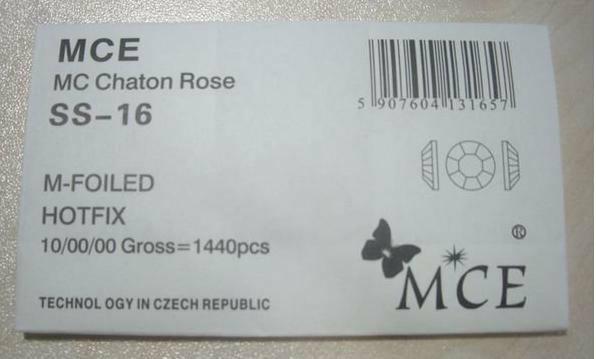 MCE
MC Chaton Rose
SS-16
5 907604 131657
M-FOILED
HOTFIX
10/00/00 Gross=1440pcs
®
MCE
TECHNOL OGY IN CZECH REPUBLIC